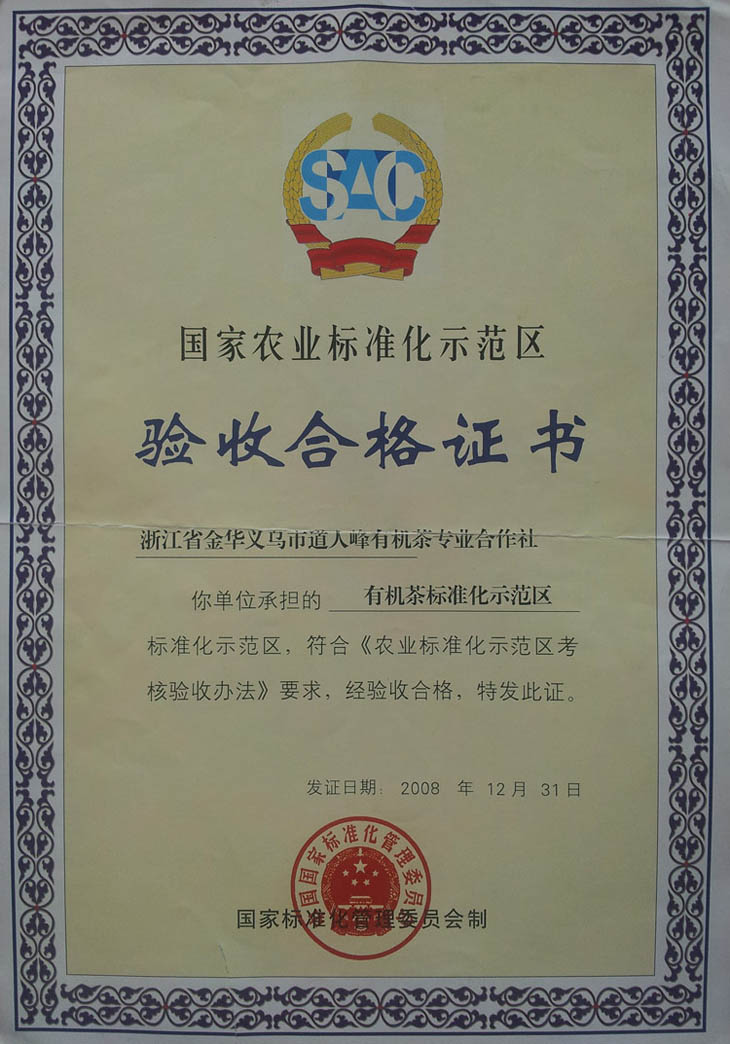 SAC
国家农业标准化示范区
验收合格证书
浙江省金华义乌市道人峰有机茶专业合作社
你单位承担的 有机茶标准化示范区
标准化示范区，符合《农业标准化示范区考
核验收办法》要求，经验收合格，特发此证。
发证日期：2008 年 12 月 31 日
国国家标准化管理委员
国家标准化管理委员会制